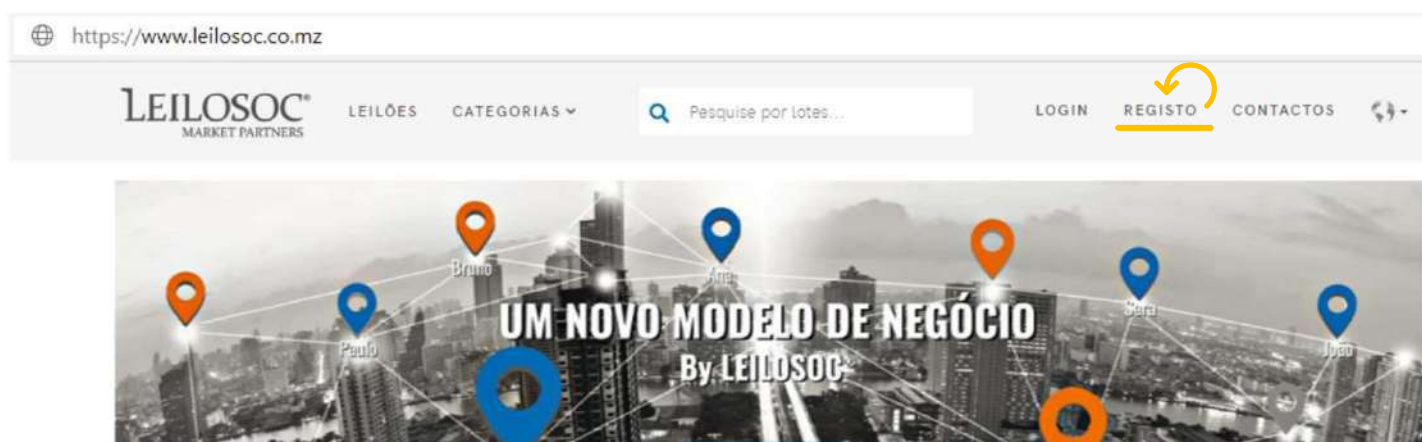 https://www.leilosoc.co.mz
LEILOSOC®
MARKET PARTNERS
LEILÕES CATEGORIAS
Pesquise por lotes...
LOGIN REGISTO CONTACTOS
Bruno
Ana
Sara
Paulo
João
UM NOVO MODELO DE NEGÓCIO
By LEILOSOC